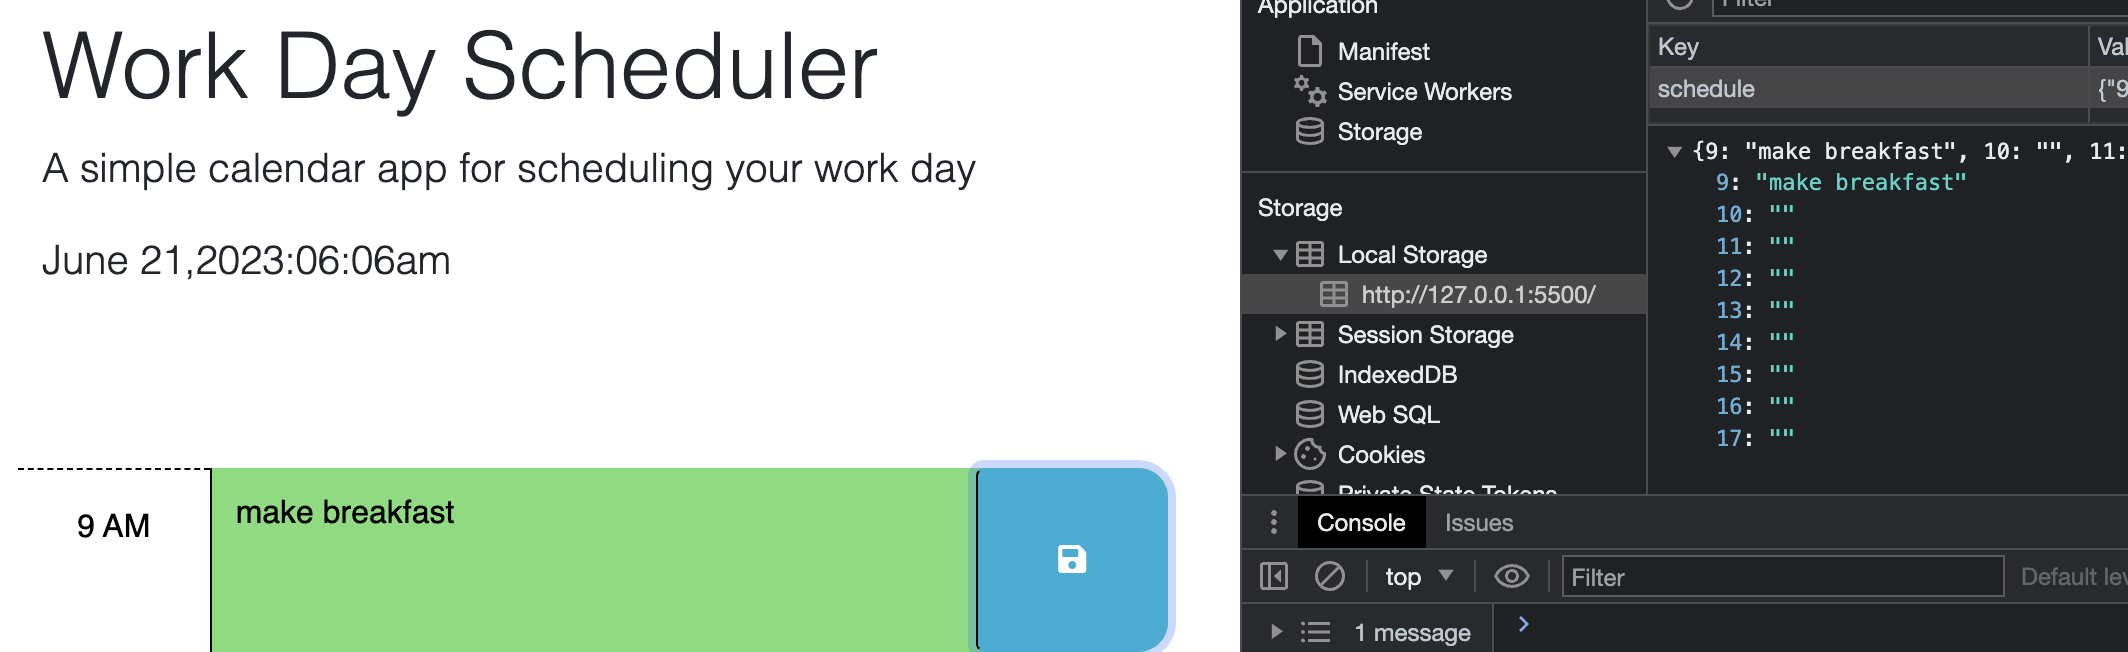 Work Day Scheduler
A simple calendar app for scheduling your work day
June 21,2023:06:06am
9 AM
make breakfast
Application
Manifest
Service Workers
Storage
Storage
Local Storage
http://127.0.0.1:5500/
Session Storage
IndexedDB
Web SQL
Cookies
Private State Tokens
Filter
Key
Val
schedule
{"9
{9: "make breakfast", 10: "", 11:
9: "make breakfast"
10: ""
11: ""
12: ""
13: ""
14: ""
15: ""
16: ""
17: ""
Console
Issues
top
Filter
Default lev
1 message